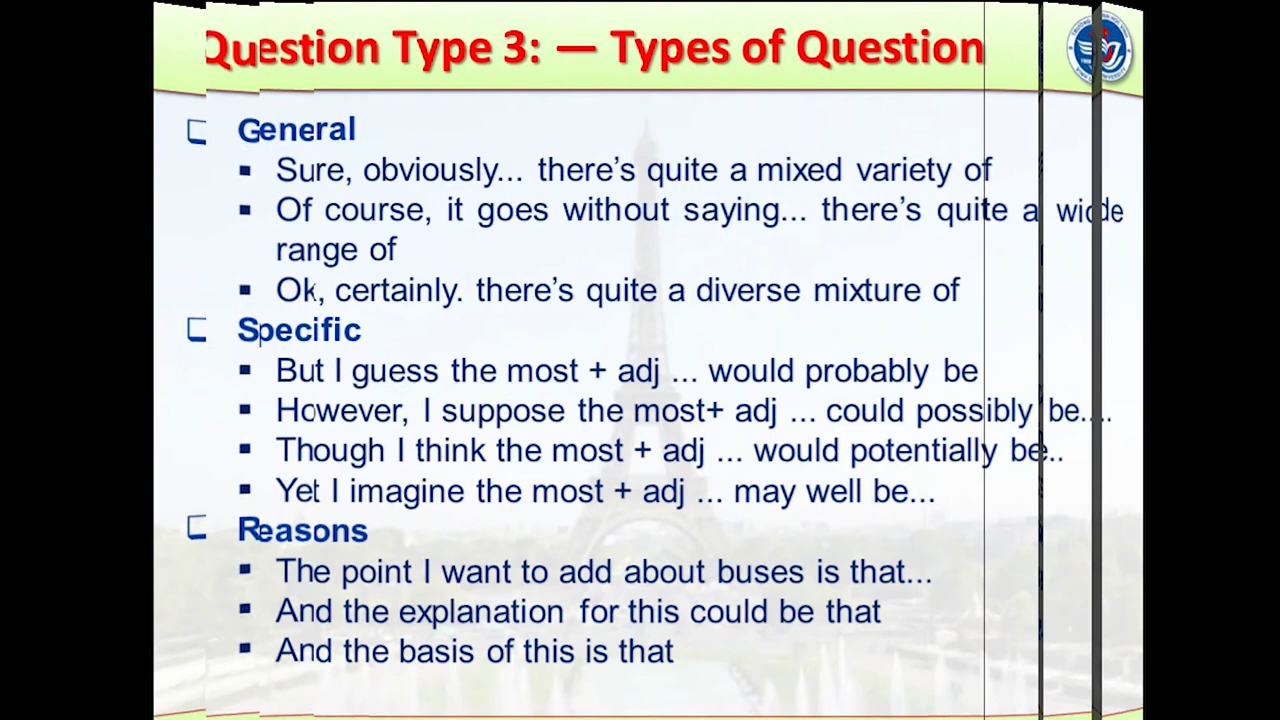 Question Type 3: — Types of Question
General
Sure, obviously... there's quite a mixed variety of
Of course, it goes without saying... there's quite a wide
range of
Ok, certainly. there's quite a diverse mixture of
Specific
But I guess the most + adj ... would probably be
However, I suppose the most+ adj ... could possibly be....
Though I think the most + adj ... would potentially be..
Yet I imagine the most + adj ... may well be...
Reasons
The point I want to add about buses is that...
And the explanation for this could be that
And the basis of this is that